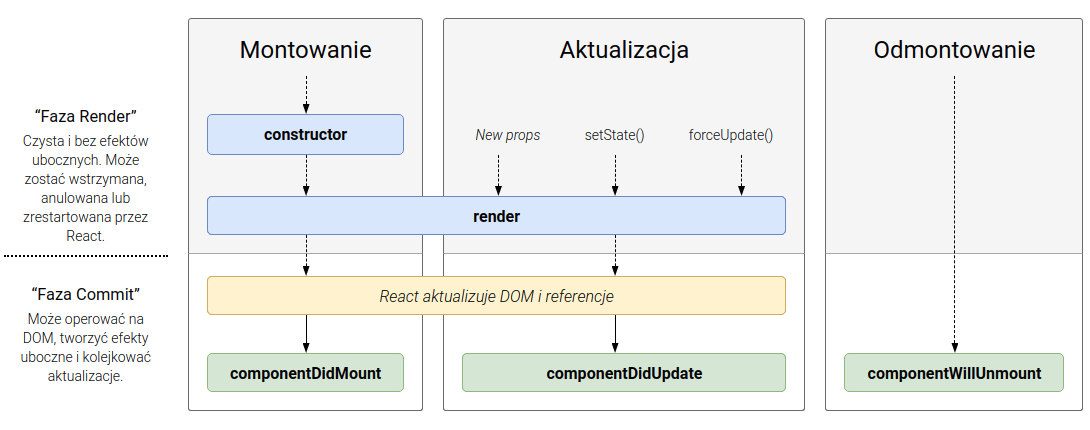 Montowanie
Aktualizacja
Odmontowanie
“Faza Render”
Czysta i bez efektów
ubocznych. Może
zostać wstrzymana,
anulowana lub
zrestartowana przez
React.
constructor
New props
setState()
forceUpdate()
render
“Faza Commit”
Może operować na
DOM, tworzyć efekty
uboczne i kolejkować
aktualizacje.
React aktualizuje DOM i referencje
componentDidMount
componentDidUpdate
componentWillUnmount